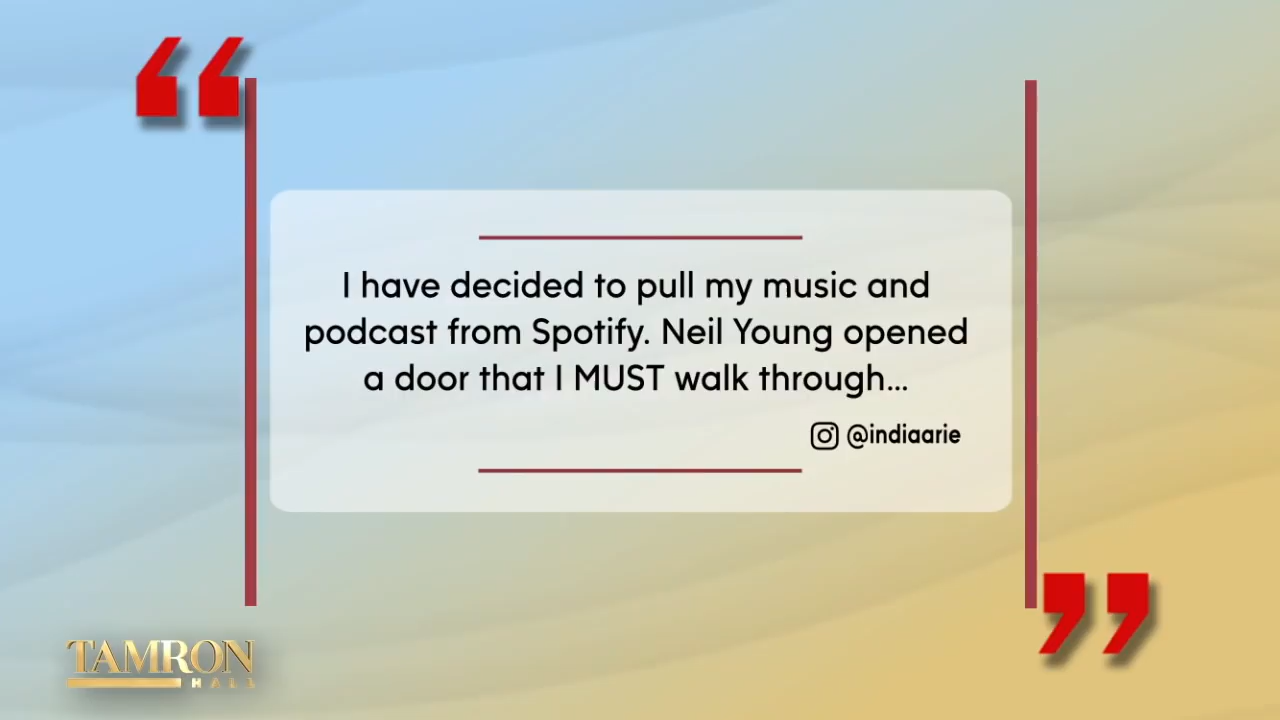 “
I have decided to pull my music and
podcast from Spotify. Neil Young opened
a door that I MUST walk through...
@indiaarie
”
TAMRON
HALL